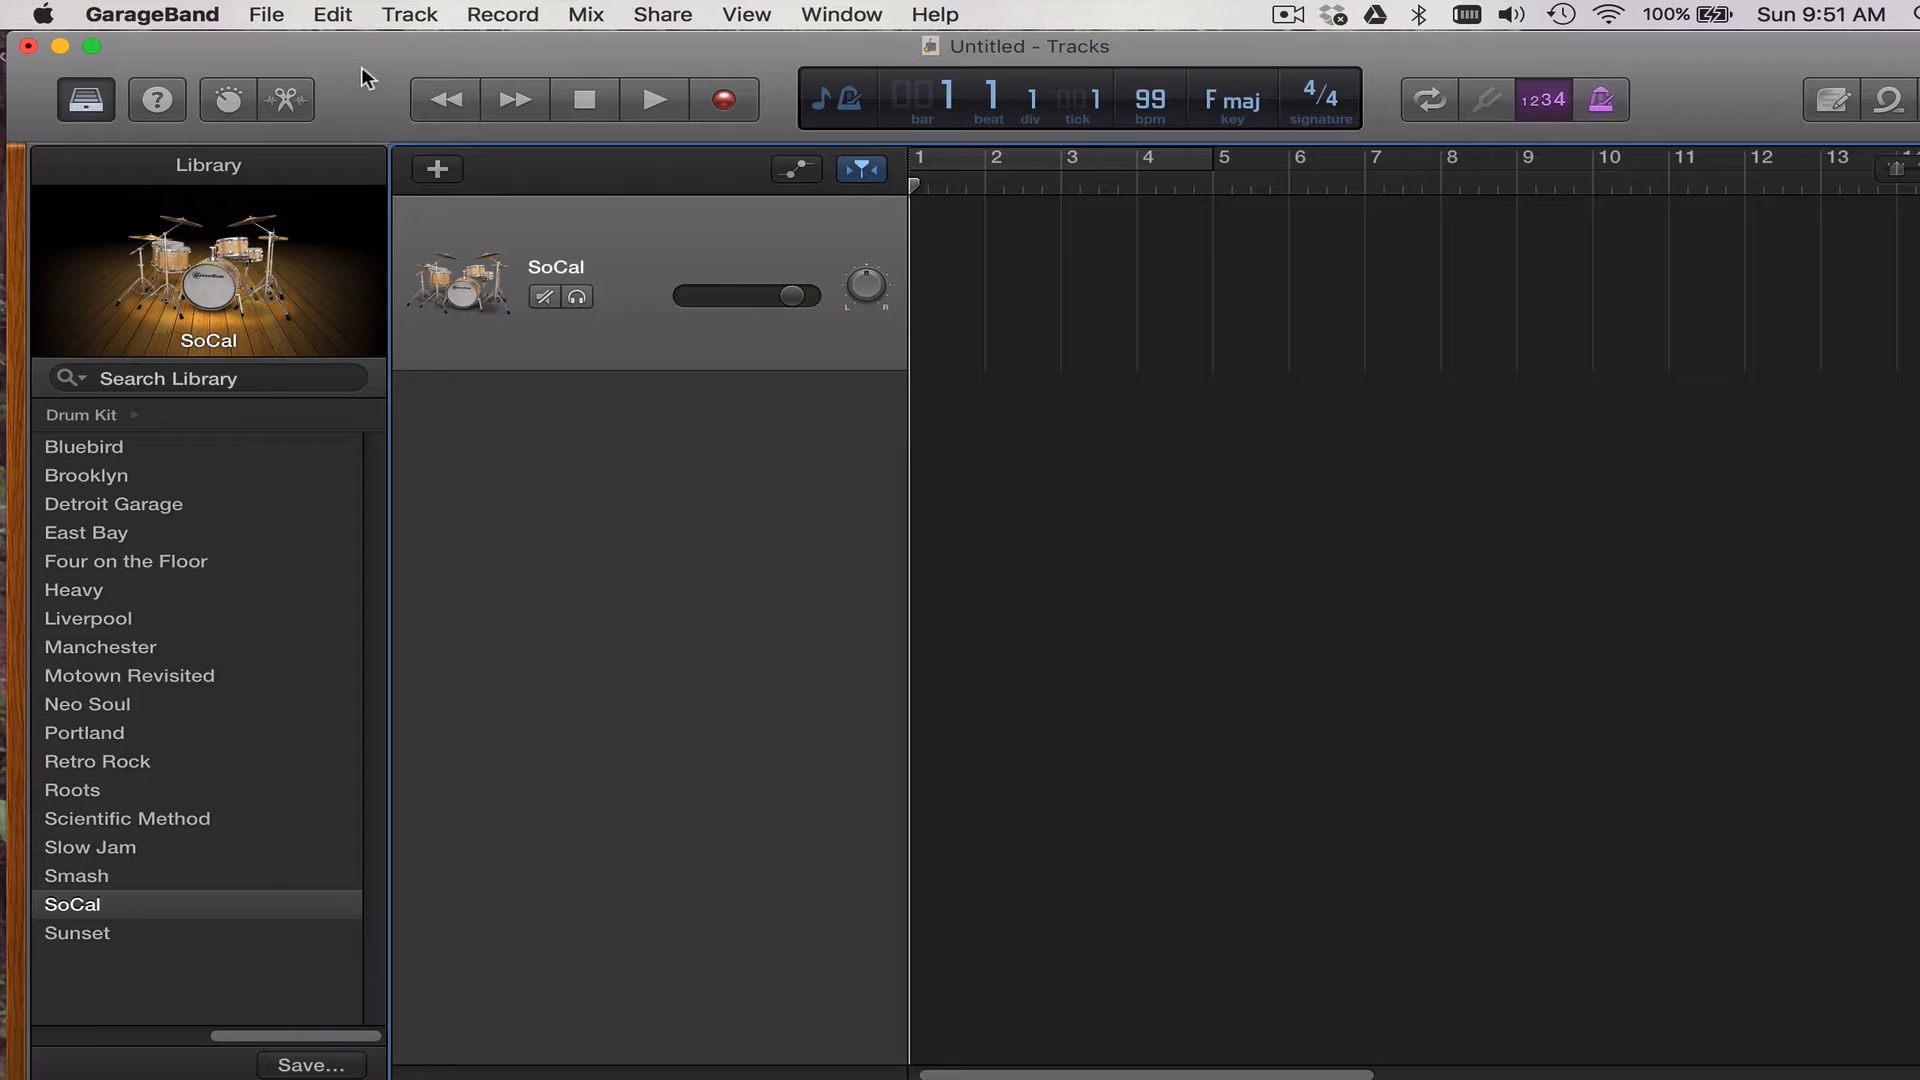 GarageBand File Edit Track Record Mix Share View Window Help 100% Sun 9:51 AM
Untitled - Tracks
1 1 1 1 99 F maj 4/4 1234
bar beat div tick bpm key signature
Library
1 2 3 4 5 6 7 8 9 10 11 12 13
SoCal
L R
SoCal
Search Library
Drum Kit
Bluebird
Brooklyn
Detroit Garage
East Bay
Four on the Floor
Heavy
Liverpool
Manchester
Motown Revisited
Neo Soul
Portland
Retro Rock
Roots
Scientific Method
Slow Jam
Smash
SoCal
Sunset
Save...